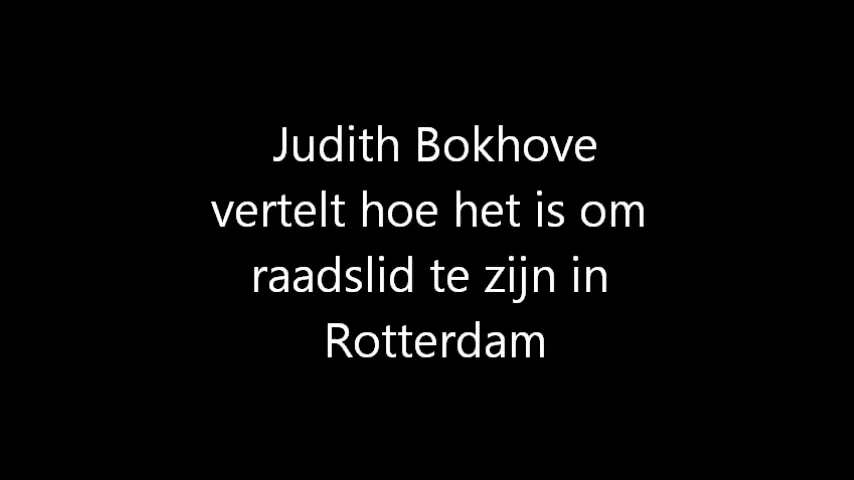 Judith Bokhove
vertelt hoe het is om
raadslid te zijn in
Rotterdam